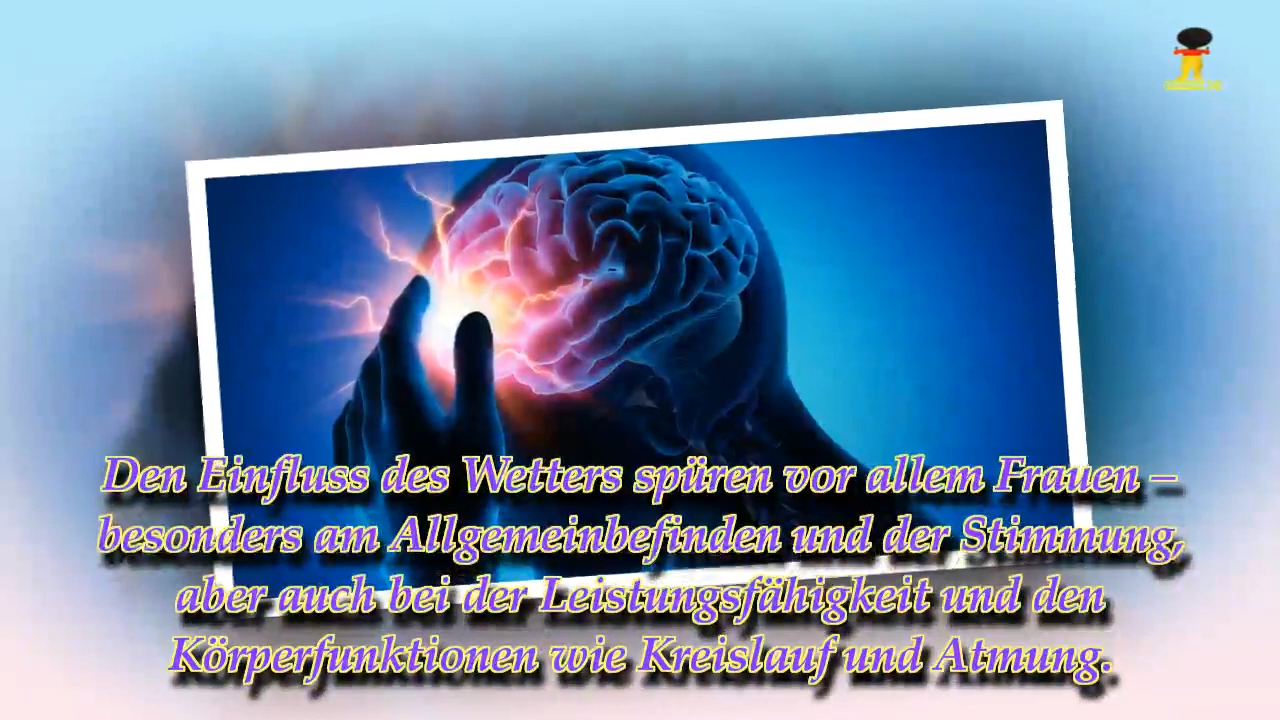 Den Einfluss des Wetters spüren vor allem Frauen –
besonders am Allgemeinbefinden und der Stimmung,
aber auch bei der Leistungsfähigkeit und den
Körperfunktionen wie Kreislauf und Atmung.